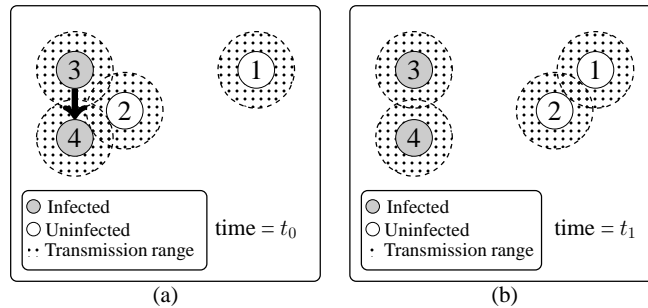 3
1
2
4
Infected
Uninfected
Transmission range
time = t₀
(a)
3
1
2
4
Infected
Uninfected
Transmission range
time = t₁
(b)